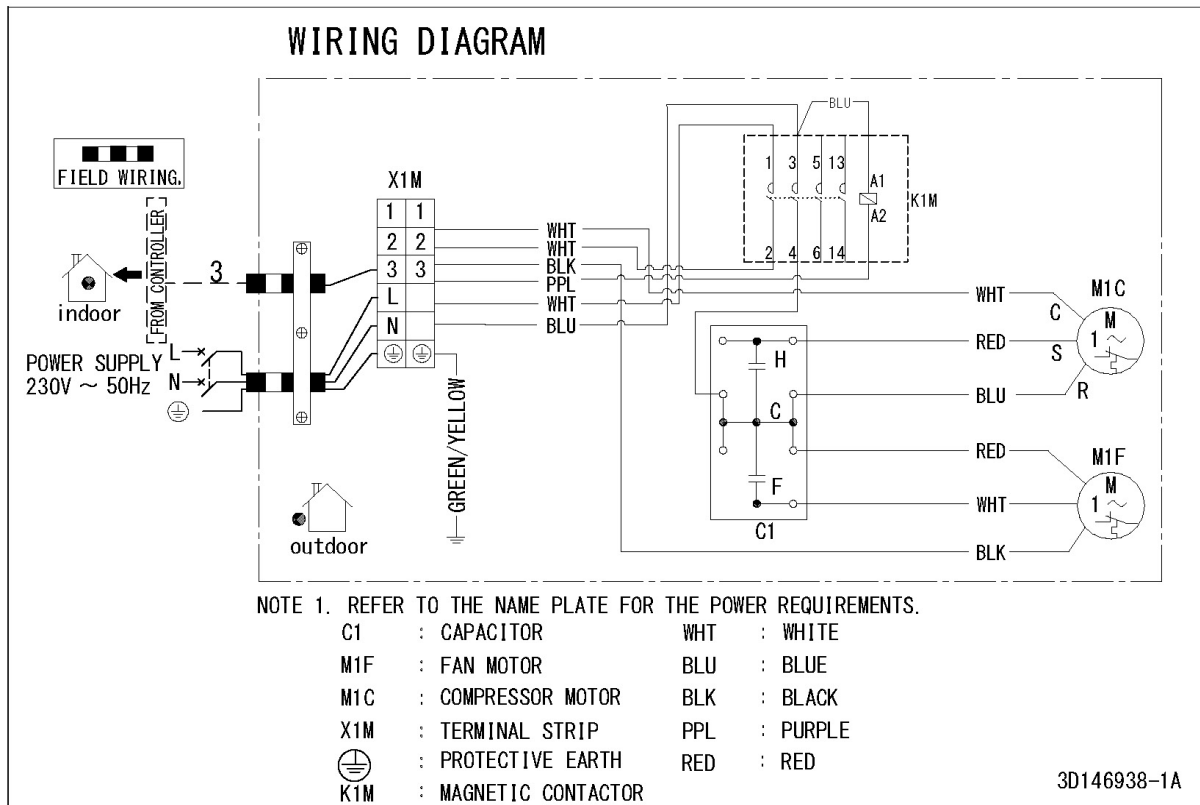 WIRING DIAGRAM
FIELD WIRING.
FROM CONTROLLER
indoor
3
POWER SUPPLY
230V ～ 50Hz
L
N
X1M
1 1
2 2
3 3
L
N
GREEN/YELLOW
outdoor
WHT
WHT
BLK
PPL
WHT
BLU
BLU
1 3 5 13
A1
A2
K1M
2 4 6 14
H
C
F
C1
WHT
RED
BLU
C
S
R
M1C
M
1 ～
RED
WHT
BLK
M1F
M
1 ～
NOTE 1. REFER TO THE NAME PLATE FOR THE POWER REQUIREMENTS.
C1 : CAPACITOR WHT : WHITE
M1F : FAN MOTOR BLU : BLUE
M1C : COMPRESSOR MOTOR BLK : BLACK
X1M : TERMINAL STRIP PPL : PURPLE
: PROTECTIVE EARTH RED : RED
K1M : MAGNETIC CONTACTOR
3D146938-1A